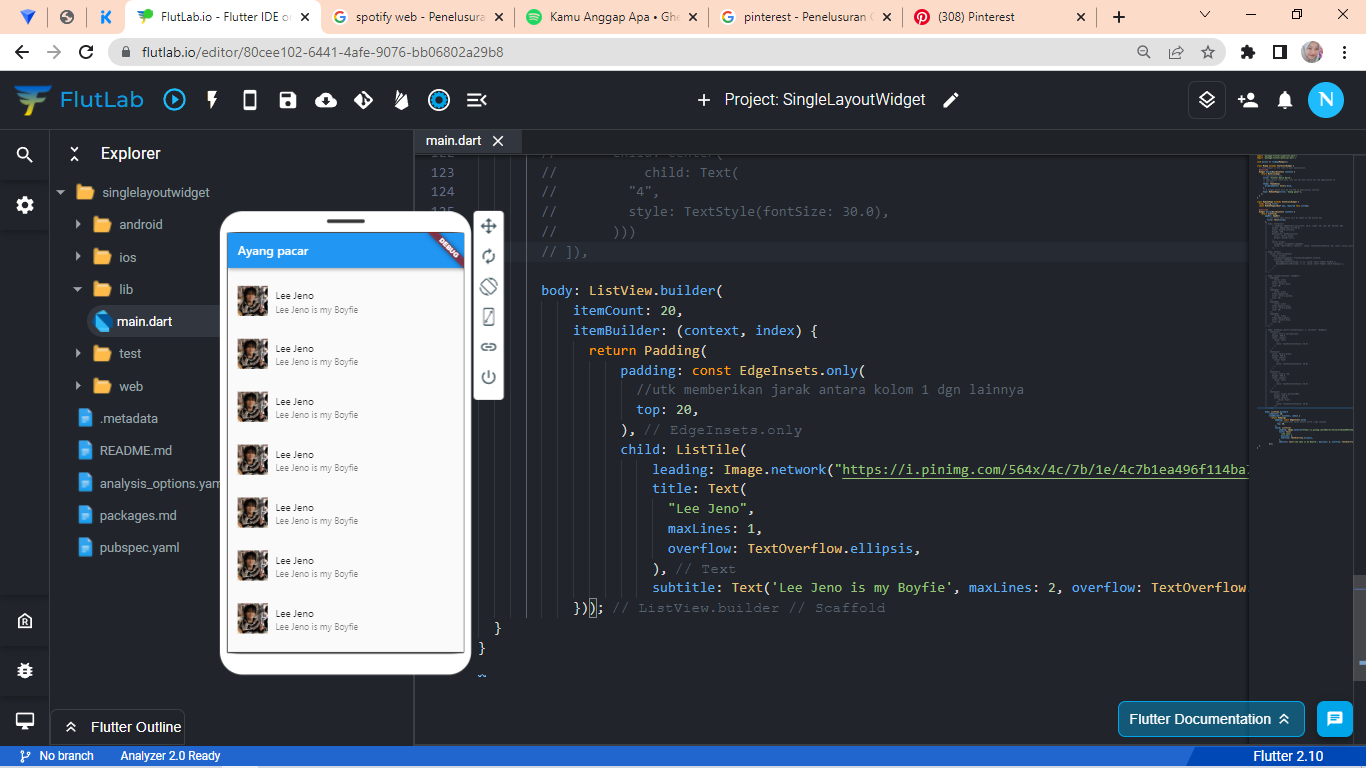 FlutLab.io - Flutter IDE on
spotify web - Penelusura
Kamu Anggap Apa • Ghe
pinterest - Penelusuran
(308) Pinterest
flutlab.io/editor/80cee102-6441-4afe-9076-bb06802a29b8
FlutLab
Project: SingleLayoutWidget
N
Explorer
singlelayoutwidget
android
ios
lib
main.dart
test
web
.metadata
README.md
analysis_options.yam
packages.md
pubspec.yaml
Flutter Outline
Ayang pacar
DEBUG
Lee Jeno
Lee Jeno is my Boyfie
Lee Jeno
Lee Jeno is my Boyfie
Lee Jeno
Lee Jeno is my Boyfie
Lee Jeno
Lee Jeno is my Boyfie
Lee Jeno
Lee Jeno is my Boyfie
Lee Jeno
Lee Jeno is my Boyfie
Lee Jeno
Lee Jeno is my Boyfie
main.dart
122 // child: Center(
123 // child: Text(
124 // "4",
125 // style: TextStyle(fontSize: 30.0),
// )))
// ]),
body: ListView.builder(
itemCount: 20,
itemBuilder: (context, index) {
return Padding(
padding: const EdgeInsets.only(
//utk memberikan jarak antara kolom 1 dgn lainnya
top: 20,
), // EdgeInsets.only
child: ListTile(
leading: Image.network("https://i.pinimg.com/564x/4c/7b/1e/4c7b1ea496f114ba
title: Text(
"Lee Jeno",
maxLines: 1,
overflow: TextOverflow.ellipsis,
), // Text
subtitle: Text('Lee Jeno is my Boyfie', maxLines: 2, overflow: TextOverflow.
})); // ListView.builder // Scaffold
}
}
Flutter Documentation
No branch
Analyzer 2.0 Ready
Flutter 2.10